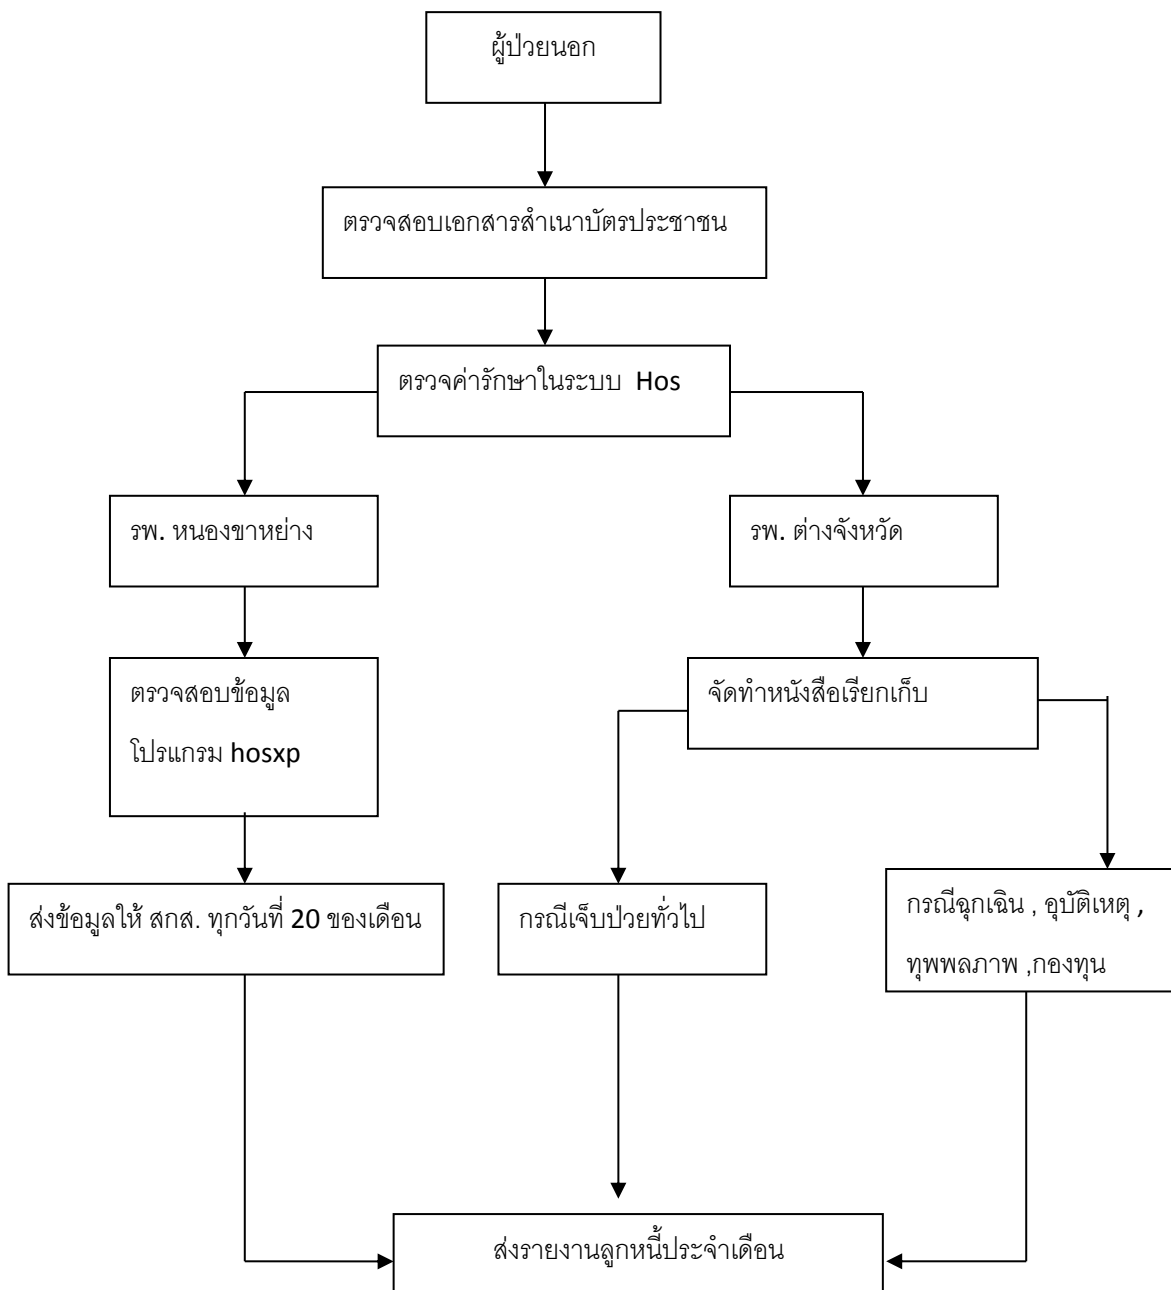 ผู้ป่วยนอก
ตรวจสอบเอกสารสำเนาบัตรประชาชน
ตรวจค่ารักษาในระบบ Hos
รพ. หนองขาหย่าง
รพ. ต่างจังหวัด
ตรวจสอบข้อมูล
โปรแกรม hosxp
จัดทำหนังสือเรียกเก็บ
ส่งข้อมูลให้ สกส. ทุกวันที่ 20 ของเดือน
กรณีเจ็บป่วยทั่วไป
กรณีฉุกเฉิน , อุบัติเหตุ ,
ทุพพลภาพ ,กองทุน
ส่งรายงานลูกหนี้ประจำเดือน